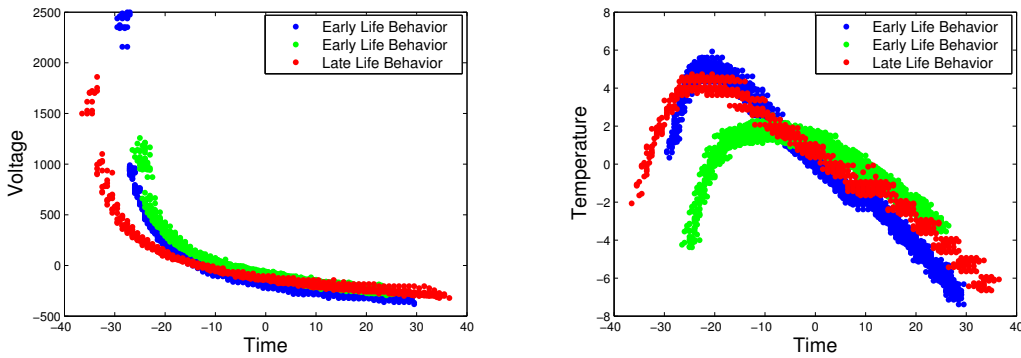 2500
2000
1500
1000
500
0
−500
−40 −30 −20 −10 0 10 20 30 40
Voltage
Time
Early Life Behavior
Early Life Behavior
Late Life Behavior
8
6
4
2
0
−2
−4
−6
−8
−40 −30 −20 −10 0 10 20 30 40
Temperature
Time
Early Life Behavior
Early Life Behavior
Late Life Behavior